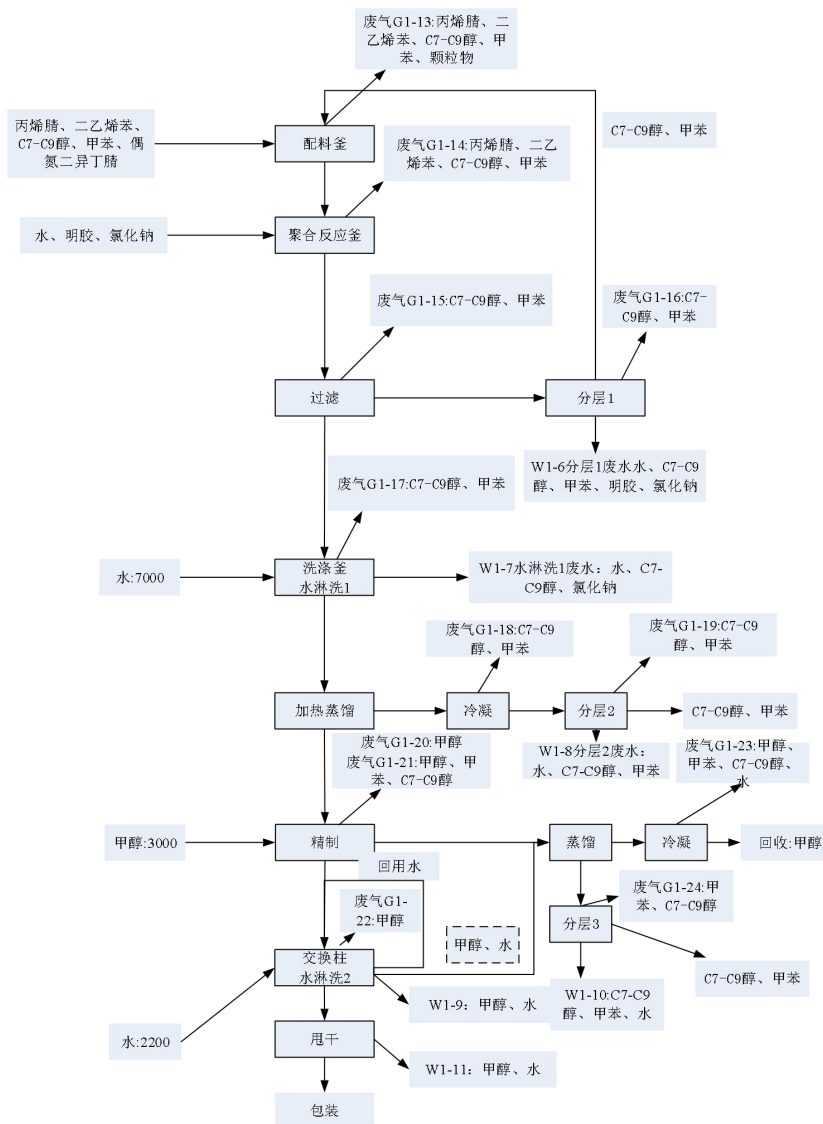 废气G1-13:丙烯腈、二
乙烯苯、C7-C9醇、甲
苯、颗粒物
丙烯腈、二乙烯苯、
C7-C9醇、甲苯、偶
氮二异丁腈
配料釜
废气G1-14:丙烯腈、二乙
烯苯、C7-C9醇、甲苯
C7-C9醇、甲苯
水、明胶、氯化钠
聚合反应釜
废气G1-15:C7-C9醇、甲苯
废气G1-16:C7-
C9醇、甲苯
过滤
分层1
W1-6分层1废水水、C7-C9
醇、甲苯、明胶、氯化钠
废气G1-17:C7-C9醇、甲苯
水:7000
洗涤釜
水淋洗1
W1-7水淋洗1废水：水、C7-
C9醇、氯化钠
废气G1-18:C7-C9
醇、甲苯
废气G1-19:C7-C9
醇、甲苯
加热蒸馏
冷凝
分层2
C7-C9醇、甲苯
W1-8分层2废水：
水、C7-C9醇、甲苯
废气G1-20:甲醇
废气G1-21:甲醇、甲
苯、C7-C9醇
废气G1-23:甲醇、
甲苯、C7-C9醇、
水
甲醇:3000
精制
蒸馏
冷凝
回收:甲醇
回用水
废气G1-
22:甲醇
甲醇、水
废气G1-24:甲
苯、C7-C9醇
分层3
交换柱
水淋洗2
C7-C9醇、甲苯
W1-9：甲醇、水
W1-10:C7-C9
醇、甲苯、水
水:2200
甩干
W1-11：甲醇、水
包装